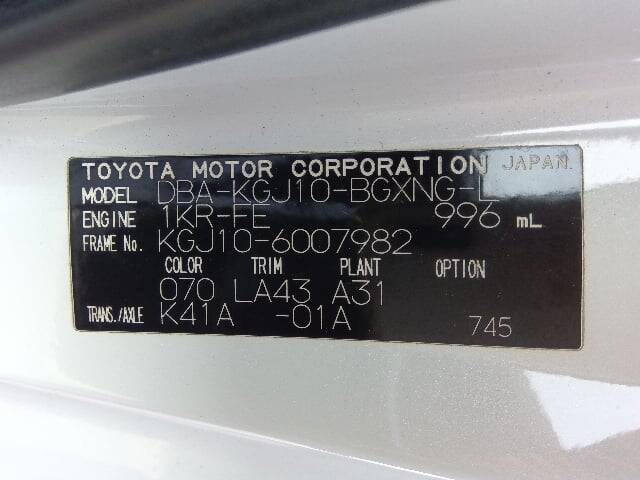 TOYOTA MOTOR CORPORATION JAPAN
MODEL DBA-KGJ10-BGXNG-L
ENGINE 1KR-FE 996 mL
FRAME No. KGJ10-6007982
COLOR TRIM PLANT OPTION
070 LA43 A31
TRANS./AXLE K41A -01A 745